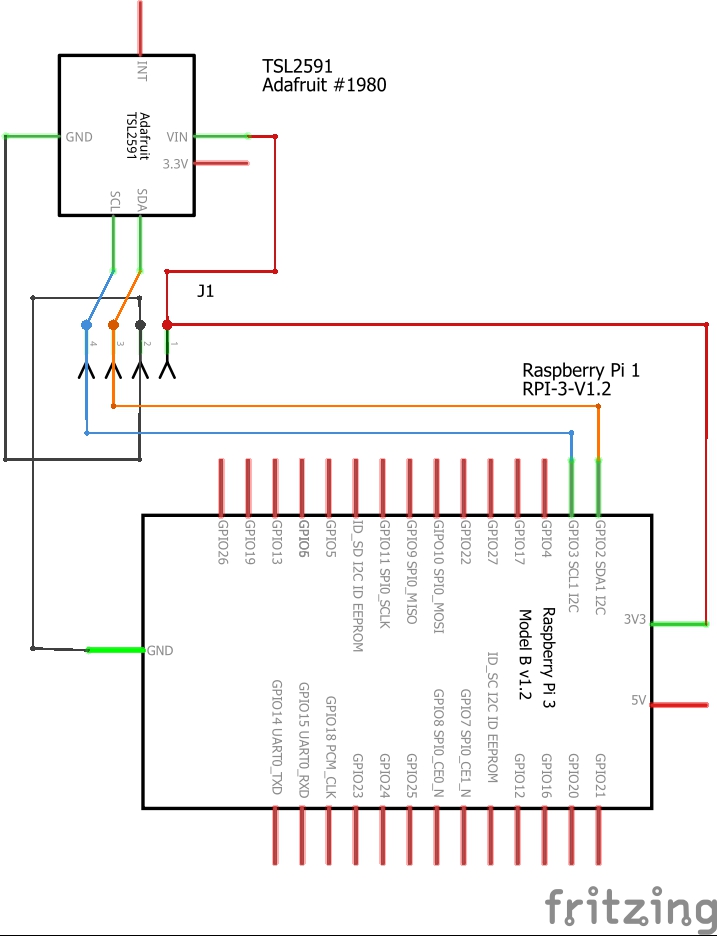 INT
TSL2591
Adafruit #1980
Adafruit
TSL2591
GND
VIN
3.3V
SCL
SDA
J1
4
3
2
1
Raspberry Pi 1
RPI-3-V1.2
GPIO26
GPIO19
GPIO13
GPIO6
GPIO5
ID_SD I2C ID EEPROM
GPIO11 SPI0_SCLK
GPIO9 SPI0_MISO
GIPO10 SPI0_MOSI
GPIO22
GPIO27
GPIO17
GPIO4
GPIO3 SCL1 I2C
GPIO2 SDA1 I2C
Raspberry Pi 3
Model B v1.2
3V3
GND
5V
GPIO14 UART0_TXD
GPIO15 UART0_RXD
GPIO18 PCM_CLK
GPIO23
GPIO24
GPIO25
GPIO8 SPI0_CE0_N
GPIO7 SPI0_CE1_N
ID_SC I2C ID EEPROM
GPIO12
GPIO16
GPIO20
GPIO21
fritzing